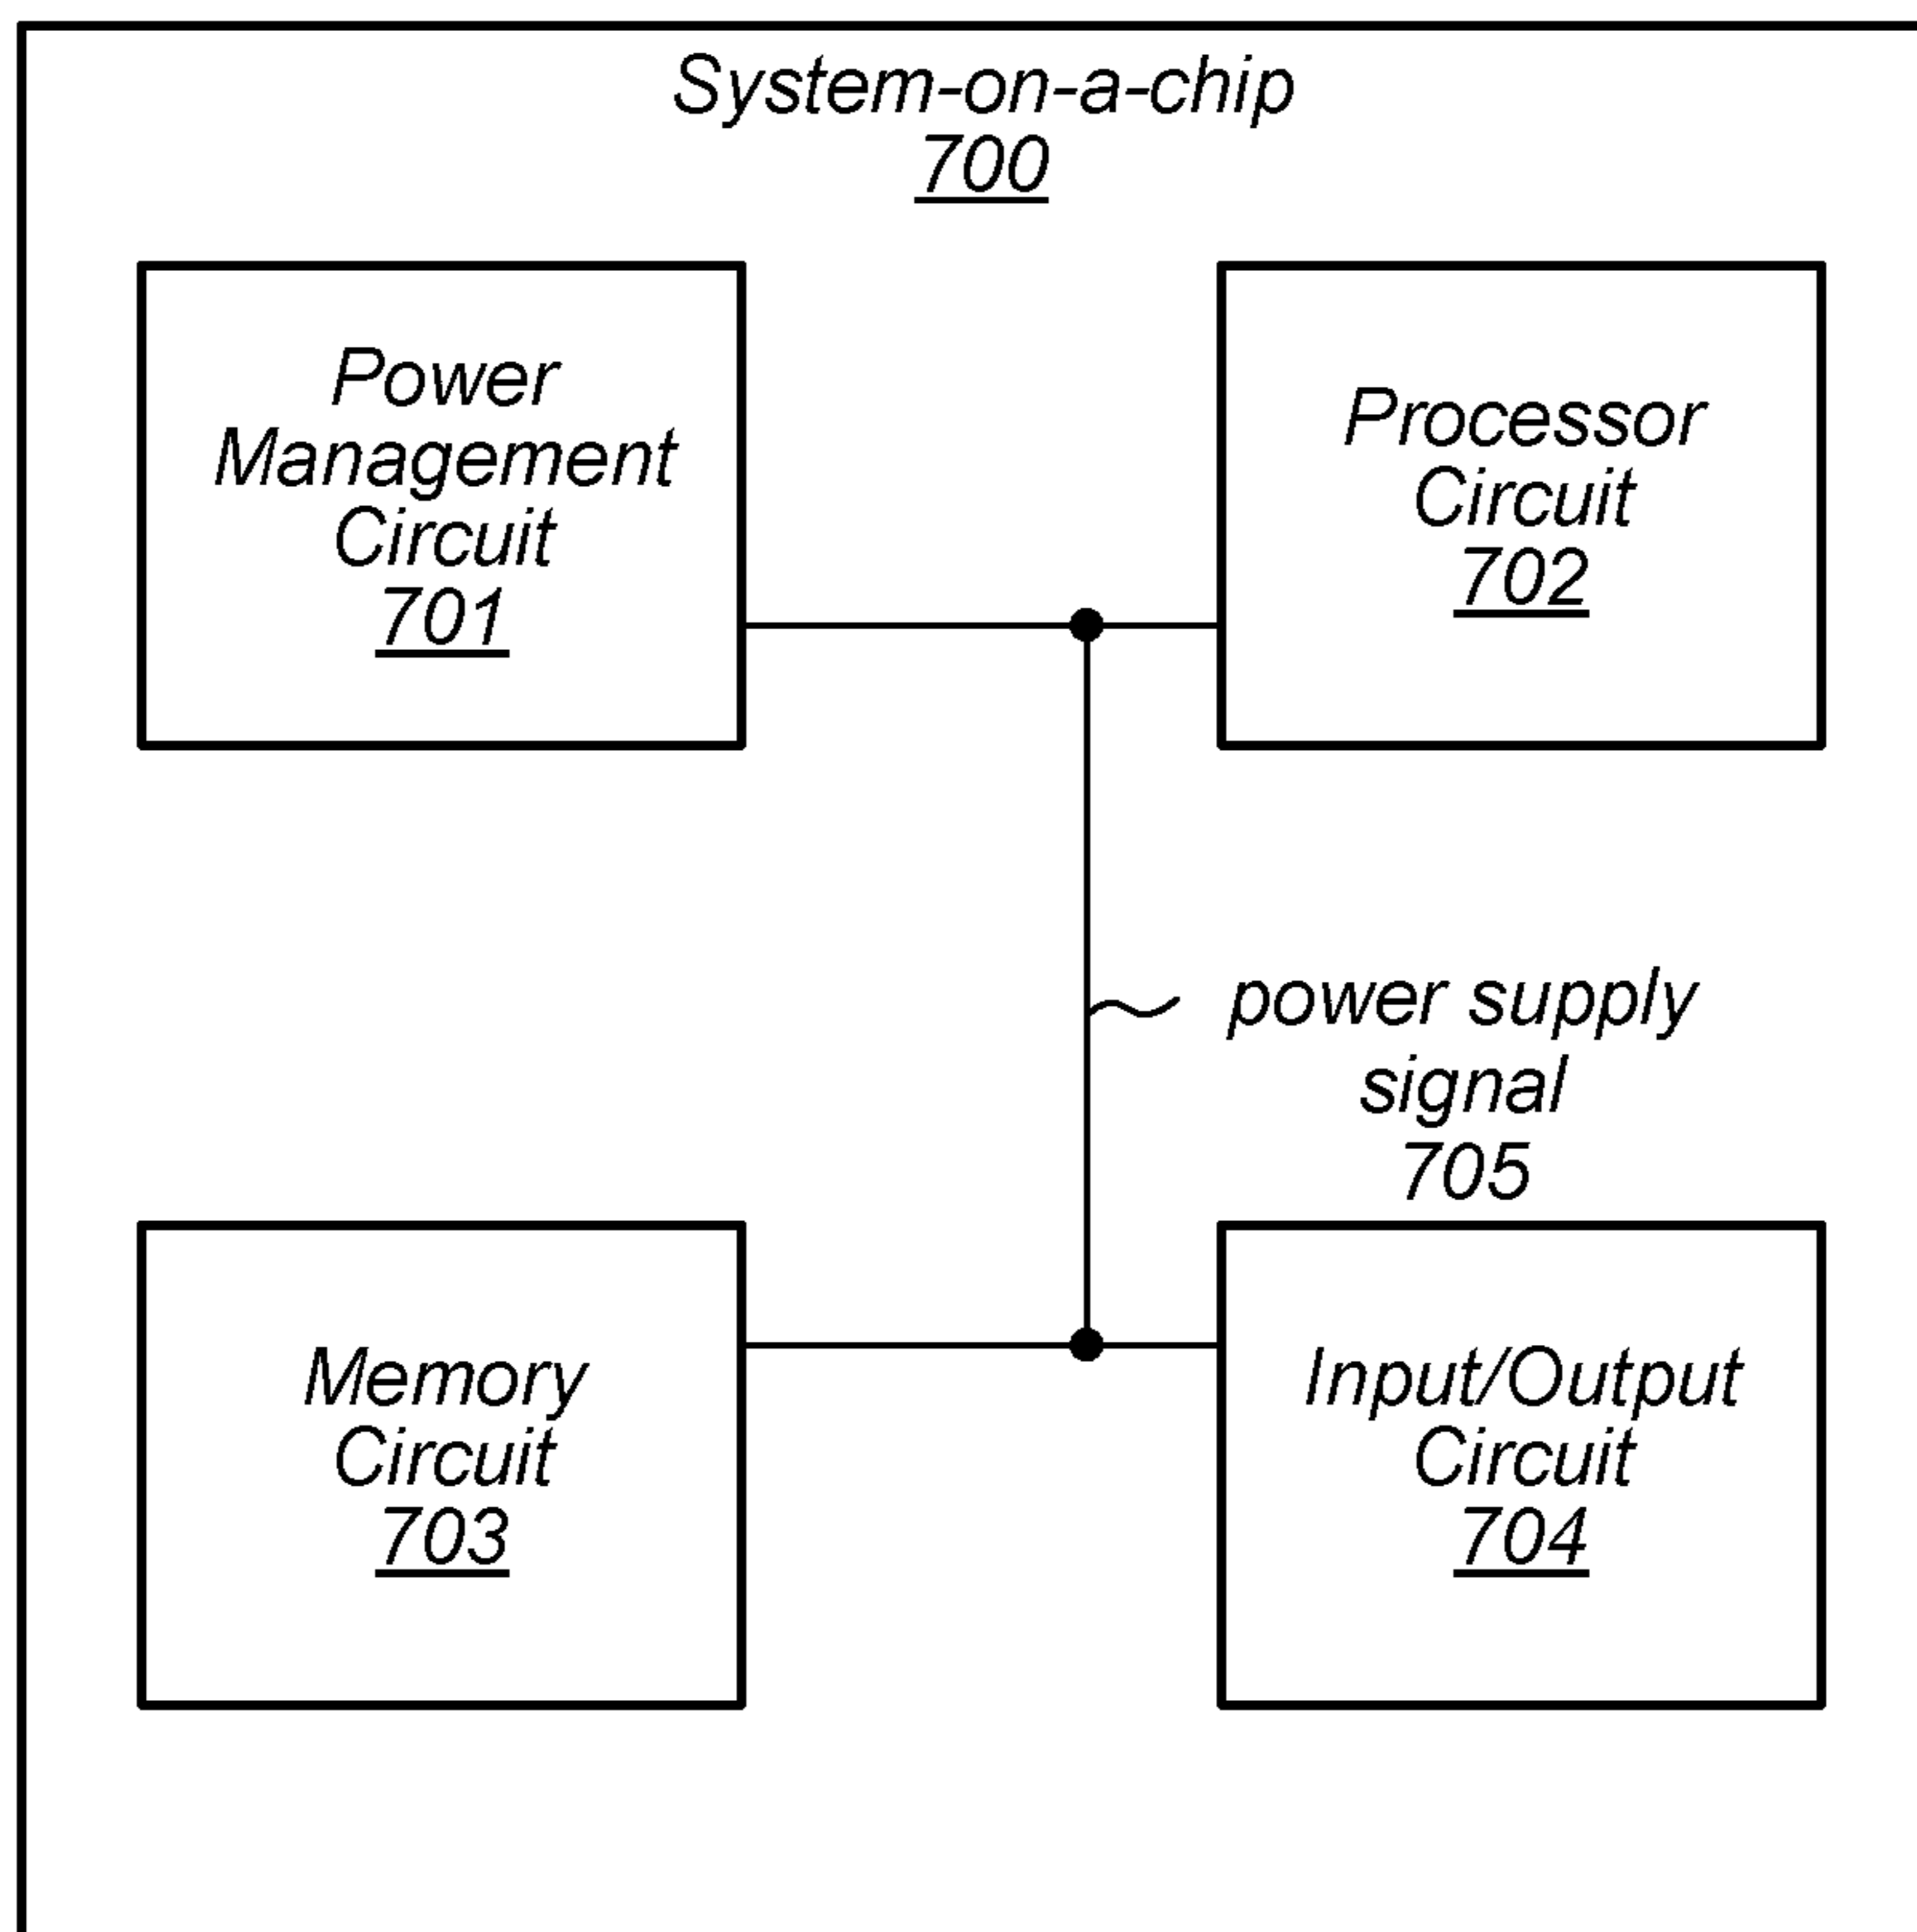 System-on-a-chip
700
Power
Management
Circuit
701
Processor
Circuit
702
power supply
signal
705
Memory
Circuit
703
Input/Output
Circuit
704